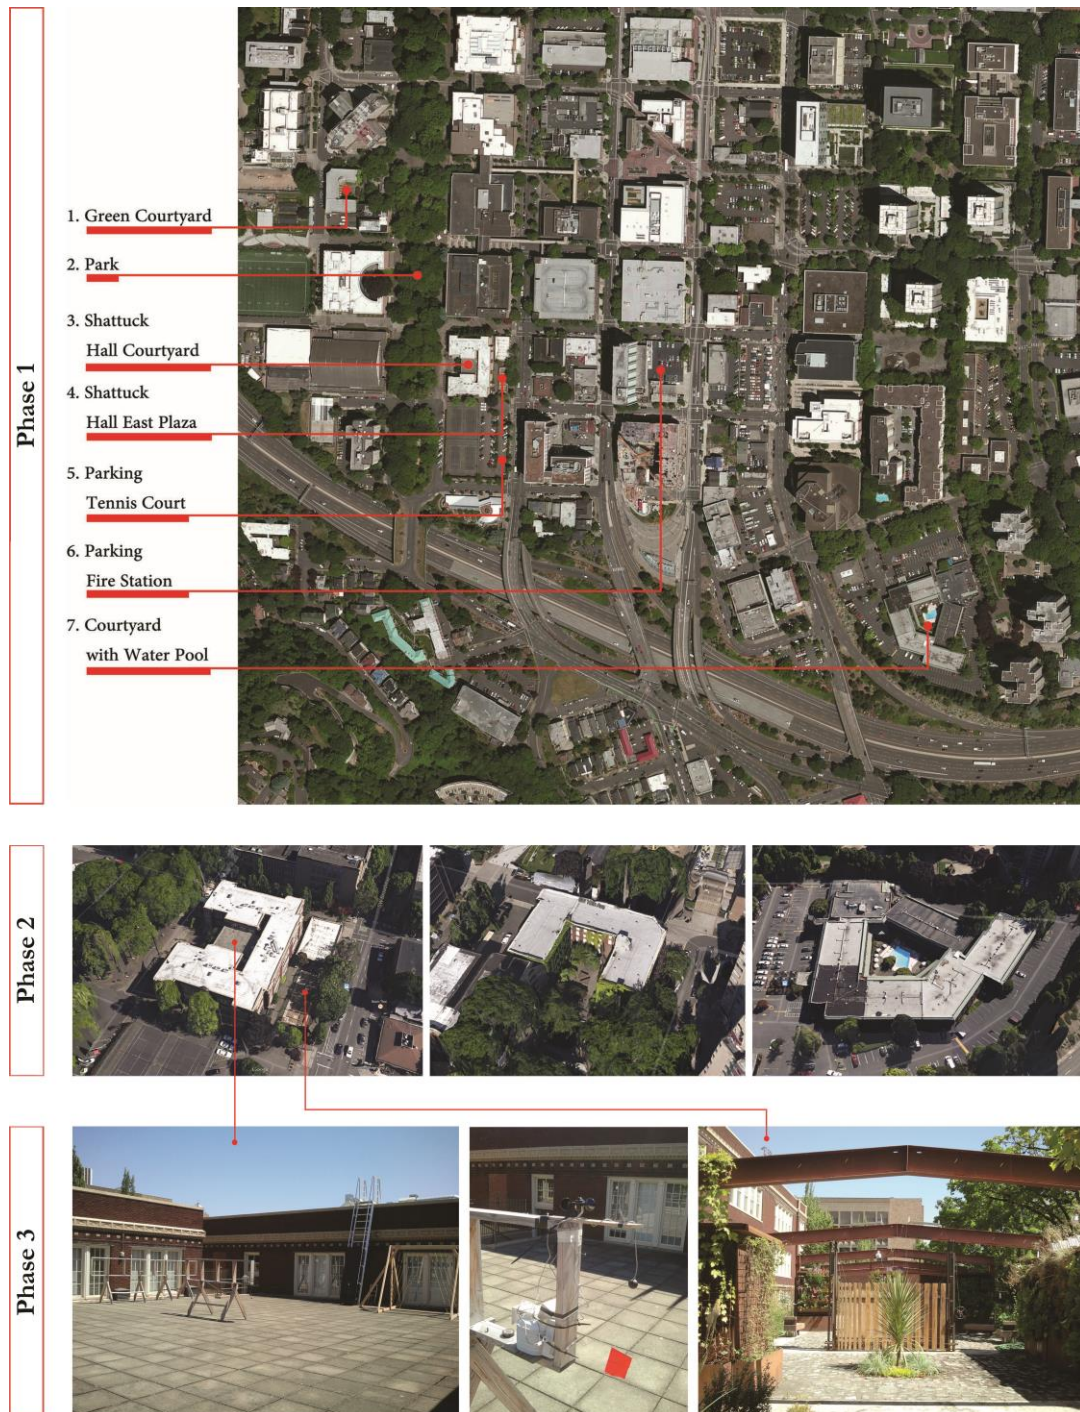 Phase 1
1. Green Courtyard
2. Park
3. Shattuck
Hall Courtyard
4. Shattuck
Hall East Plaza
5. Parking
Tennis Court
6. Parking
Fire Station
7. Courtyard
with Water Pool
Phase 2
Phase 3